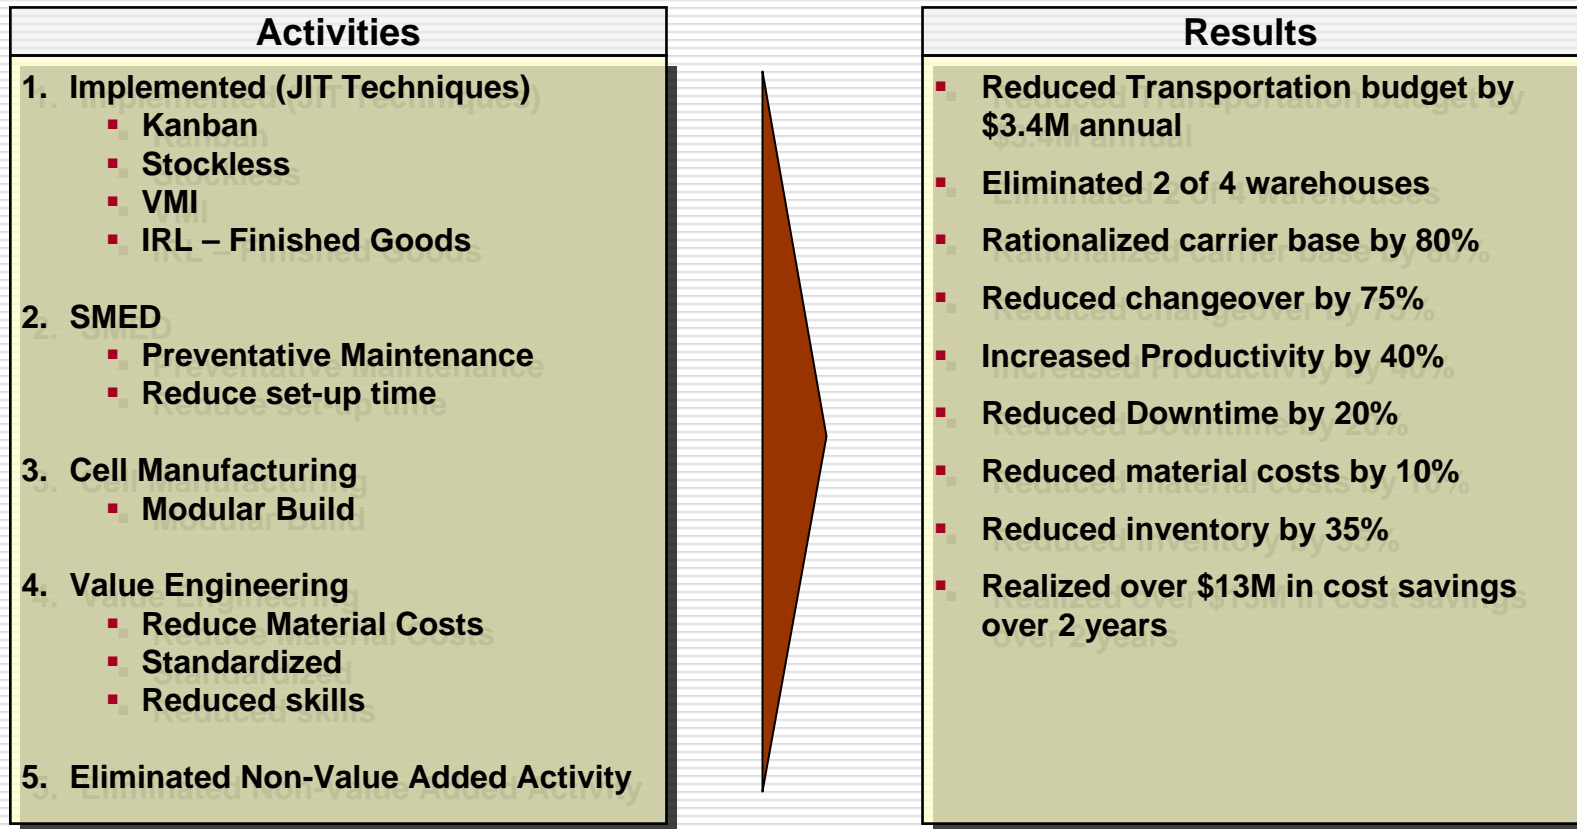 Activities
1. Implemented (JIT Techniques)
▪ Kanban
▪ Stockless
▪ VMI
▪ IRL – Finished Goods
2. SMED
▪ Preventative Maintenance
▪ Reduce set-up time
3. Cell Manufacturing
▪ Modular Build
4. Value Engineering
▪ Reduce Material Costs
▪ Standardized
▪ Reduced skills
5. Eliminated Non-Value Added Activity
Results
▪ Reduced Transportation budget by
$3.4M annual
▪ Eliminated 2 of 4 warehouses
▪ Rationalized carrier base by 80%
▪ Reduced changeover by 75%
▪ Increased Productivity by 40%
▪ Reduced Downtime by 20%
▪ Reduced material costs by 10%
▪ Reduced inventory by 35%
▪ Realized over $13M in cost savings
over 2 years